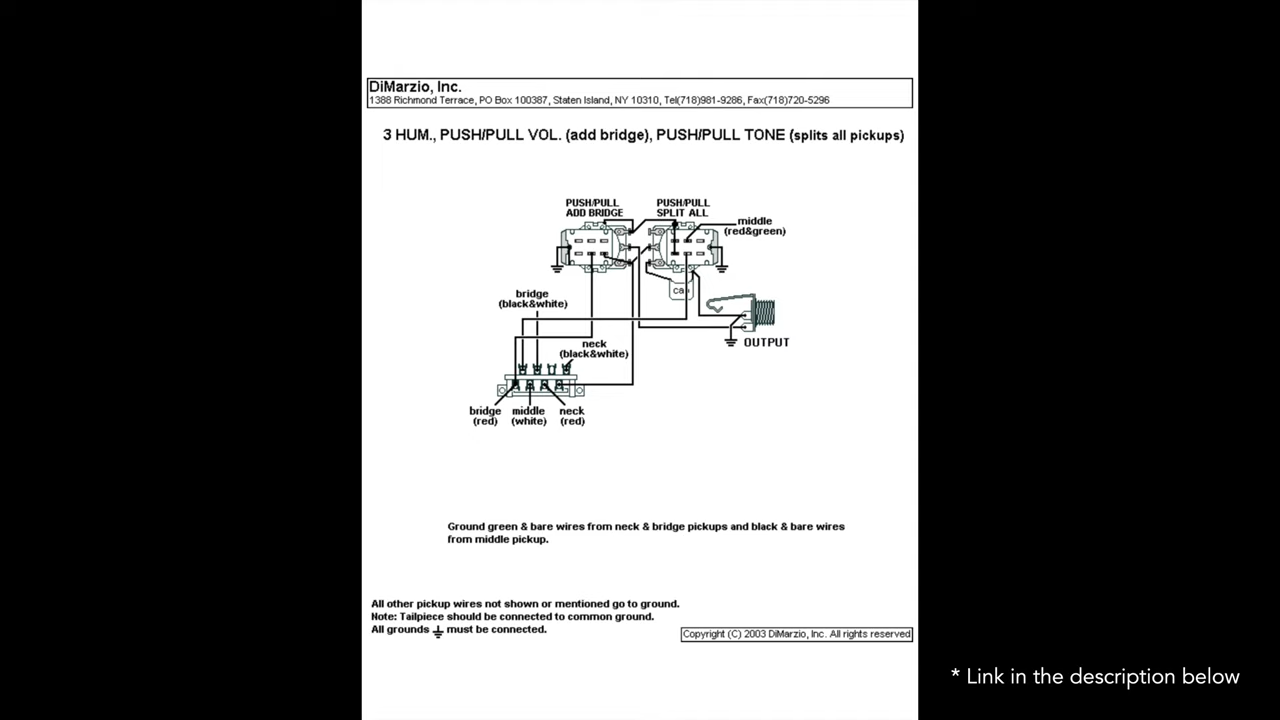 DiMarzio, Inc.
1388 Richmond Terrace, PO Box 100387, Staten Island, NY 10310, Tel(718)981-9286, Fax(718)720-5296
3 HUM., PUSH/PULL VOL. (add bridge), PUSH/PULL TONE (splits all pickups)
PUSH/PULL
ADD BRIDGE
PUSH/PULL
SPLIT ALL
middle
(red&green)
bridge
(black&white)
OUTPUT
neck
(black&white)
bridge
(red)
middle
(white)
neck
(red)
Ground green & bare wires from neck & bridge pickups and black & bare wires
from middle pickup.
All other pickup wires not shown or mentioned go to ground.
Note: Tailpiece should be connected to common ground.
All grounds must be connected.
Copyright (C) 2003 DiMarzio, Inc. All rights reserved
* Link in the description below